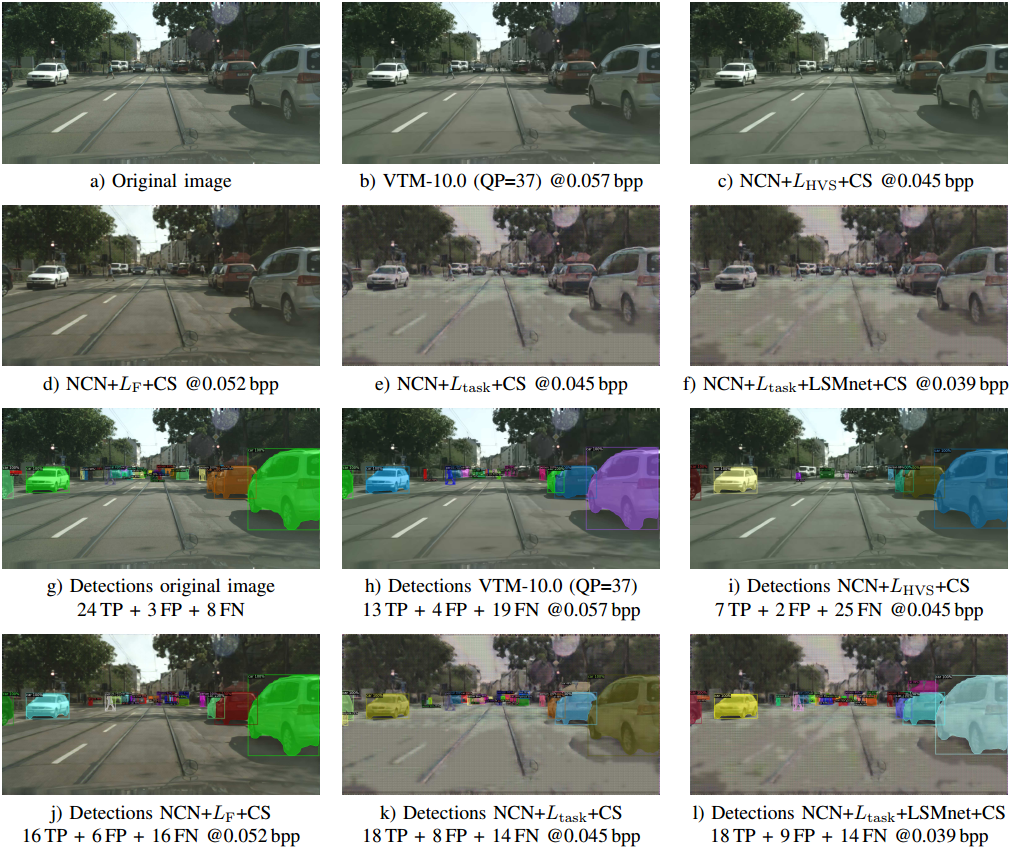 a) Original image
b) VTM-10.0 (QP=37) @0.057 bpp
c) NCN+L_HVS+CS @0.045 bpp
d) NCN+L_F+CS @0.052 bpp
e) NCN+L_task+CS @0.045 bpp
f) NCN+L_task+LSMnet+CS @0.039 bpp
g) Detections original image
24 TP + 3 FP + 8 FN
h) Detections VTM-10.0 (QP=37)
13 TP + 4 FP + 19 FN @0.057 bpp
i) Detections NCN+L_HVS+CS
7 TP + 2 FP + 25 FN @0.045 bpp
j) Detections NCN+L_F+CS
16 TP + 6 FP + 16 FN @0.052 bpp
k) Detections NCN+L_task+CS
18 TP + 8 FP + 14 FN @0.045 bpp
l) Detections NCN+L_task+LSMnet+CS
18 TP + 9 FP + 14 FN @0.039 bpp